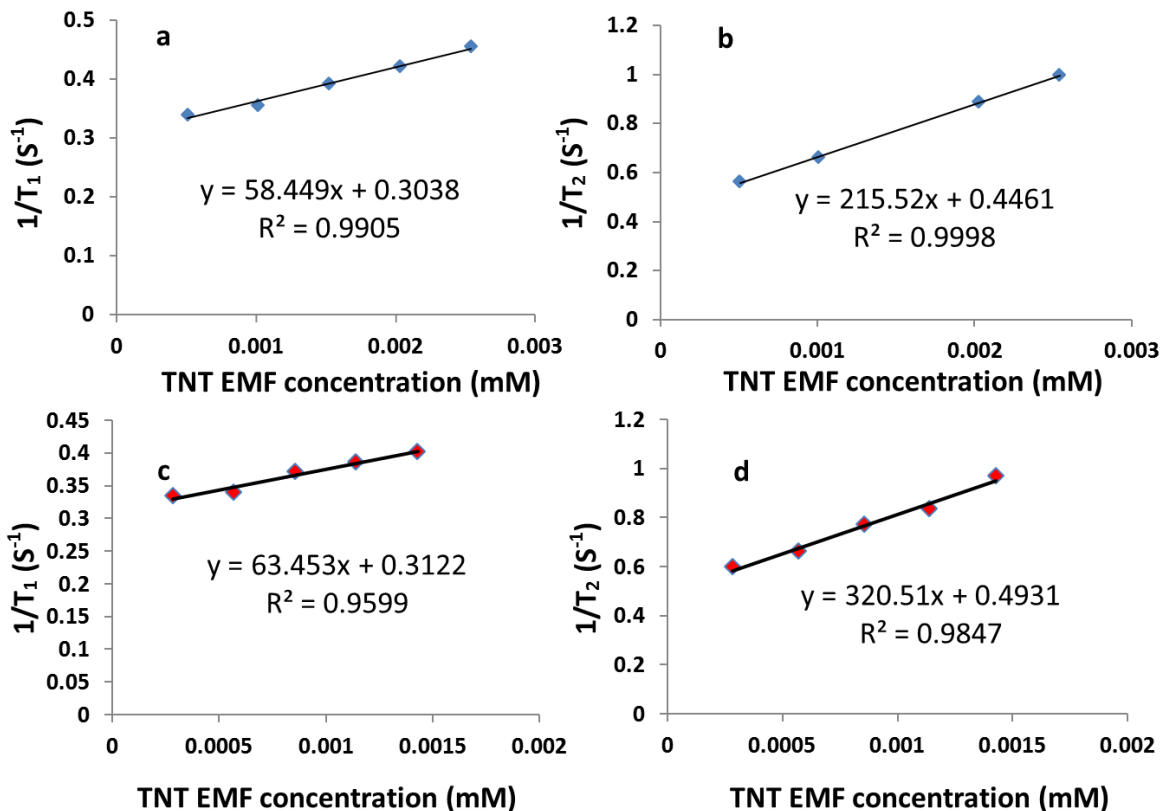 a
1/T₁ (S⁻¹)
0.5
0.4
0.3
0.2
0.1
0
y = 58.449x + 0.3038
R² = 0.9905
0 0.001 0.002 0.003
TNT EMF concentration (mM)
b
1/T₂ (S⁻¹)
1.2
1
0.8
0.6
0.4
0.2
0
y = 215.52x + 0.4461
R² = 0.9998
0 0.001 0.002 0.003
TNT EMF concentration (mM)
c
1/T₁ (S⁻¹)
0.45
0.4
0.35
0.3
0.25
0.2
0.15
0.1
0.05
0
y = 63.453x + 0.3122
R² = 0.9599
0 0.0005 0.001 0.0015 0.002
TNT EMF concentration (mM)
d
1/T₂ (S⁻¹)
1.2
1
0.8
0.6
0.4
0.2
0
y = 320.51x + 0.4931
R² = 0.9847
0 0.0005 0.001 0.0015 0.002
TNT EMF concentration (mM)